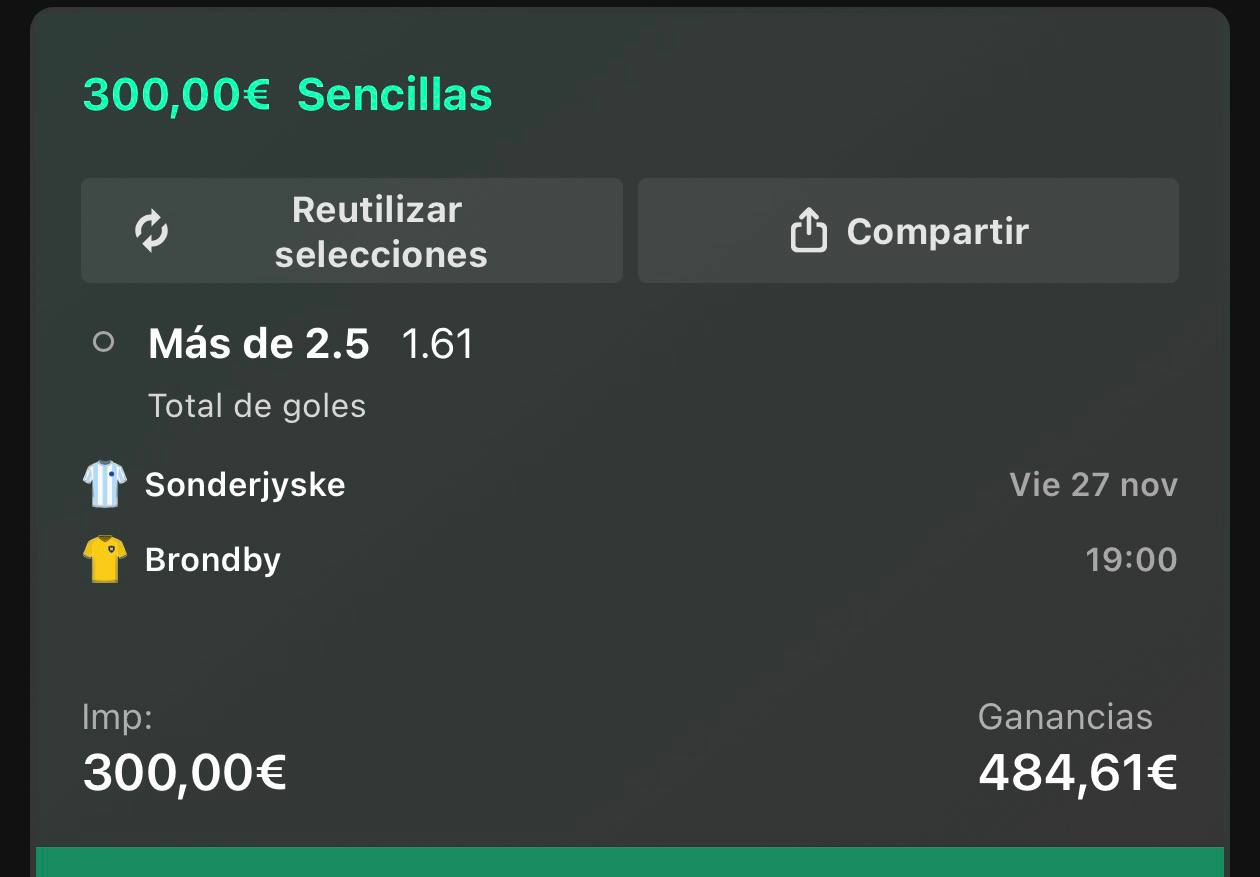 300,00€ Sencillas
Reutilizar
selecciones
Compartir
Más de 2.5 1.61
Total de goles
Sonderjyske
Vie 27 nov
Brondby
19:00
Imp:
Ganancias
300,00€
484,61€